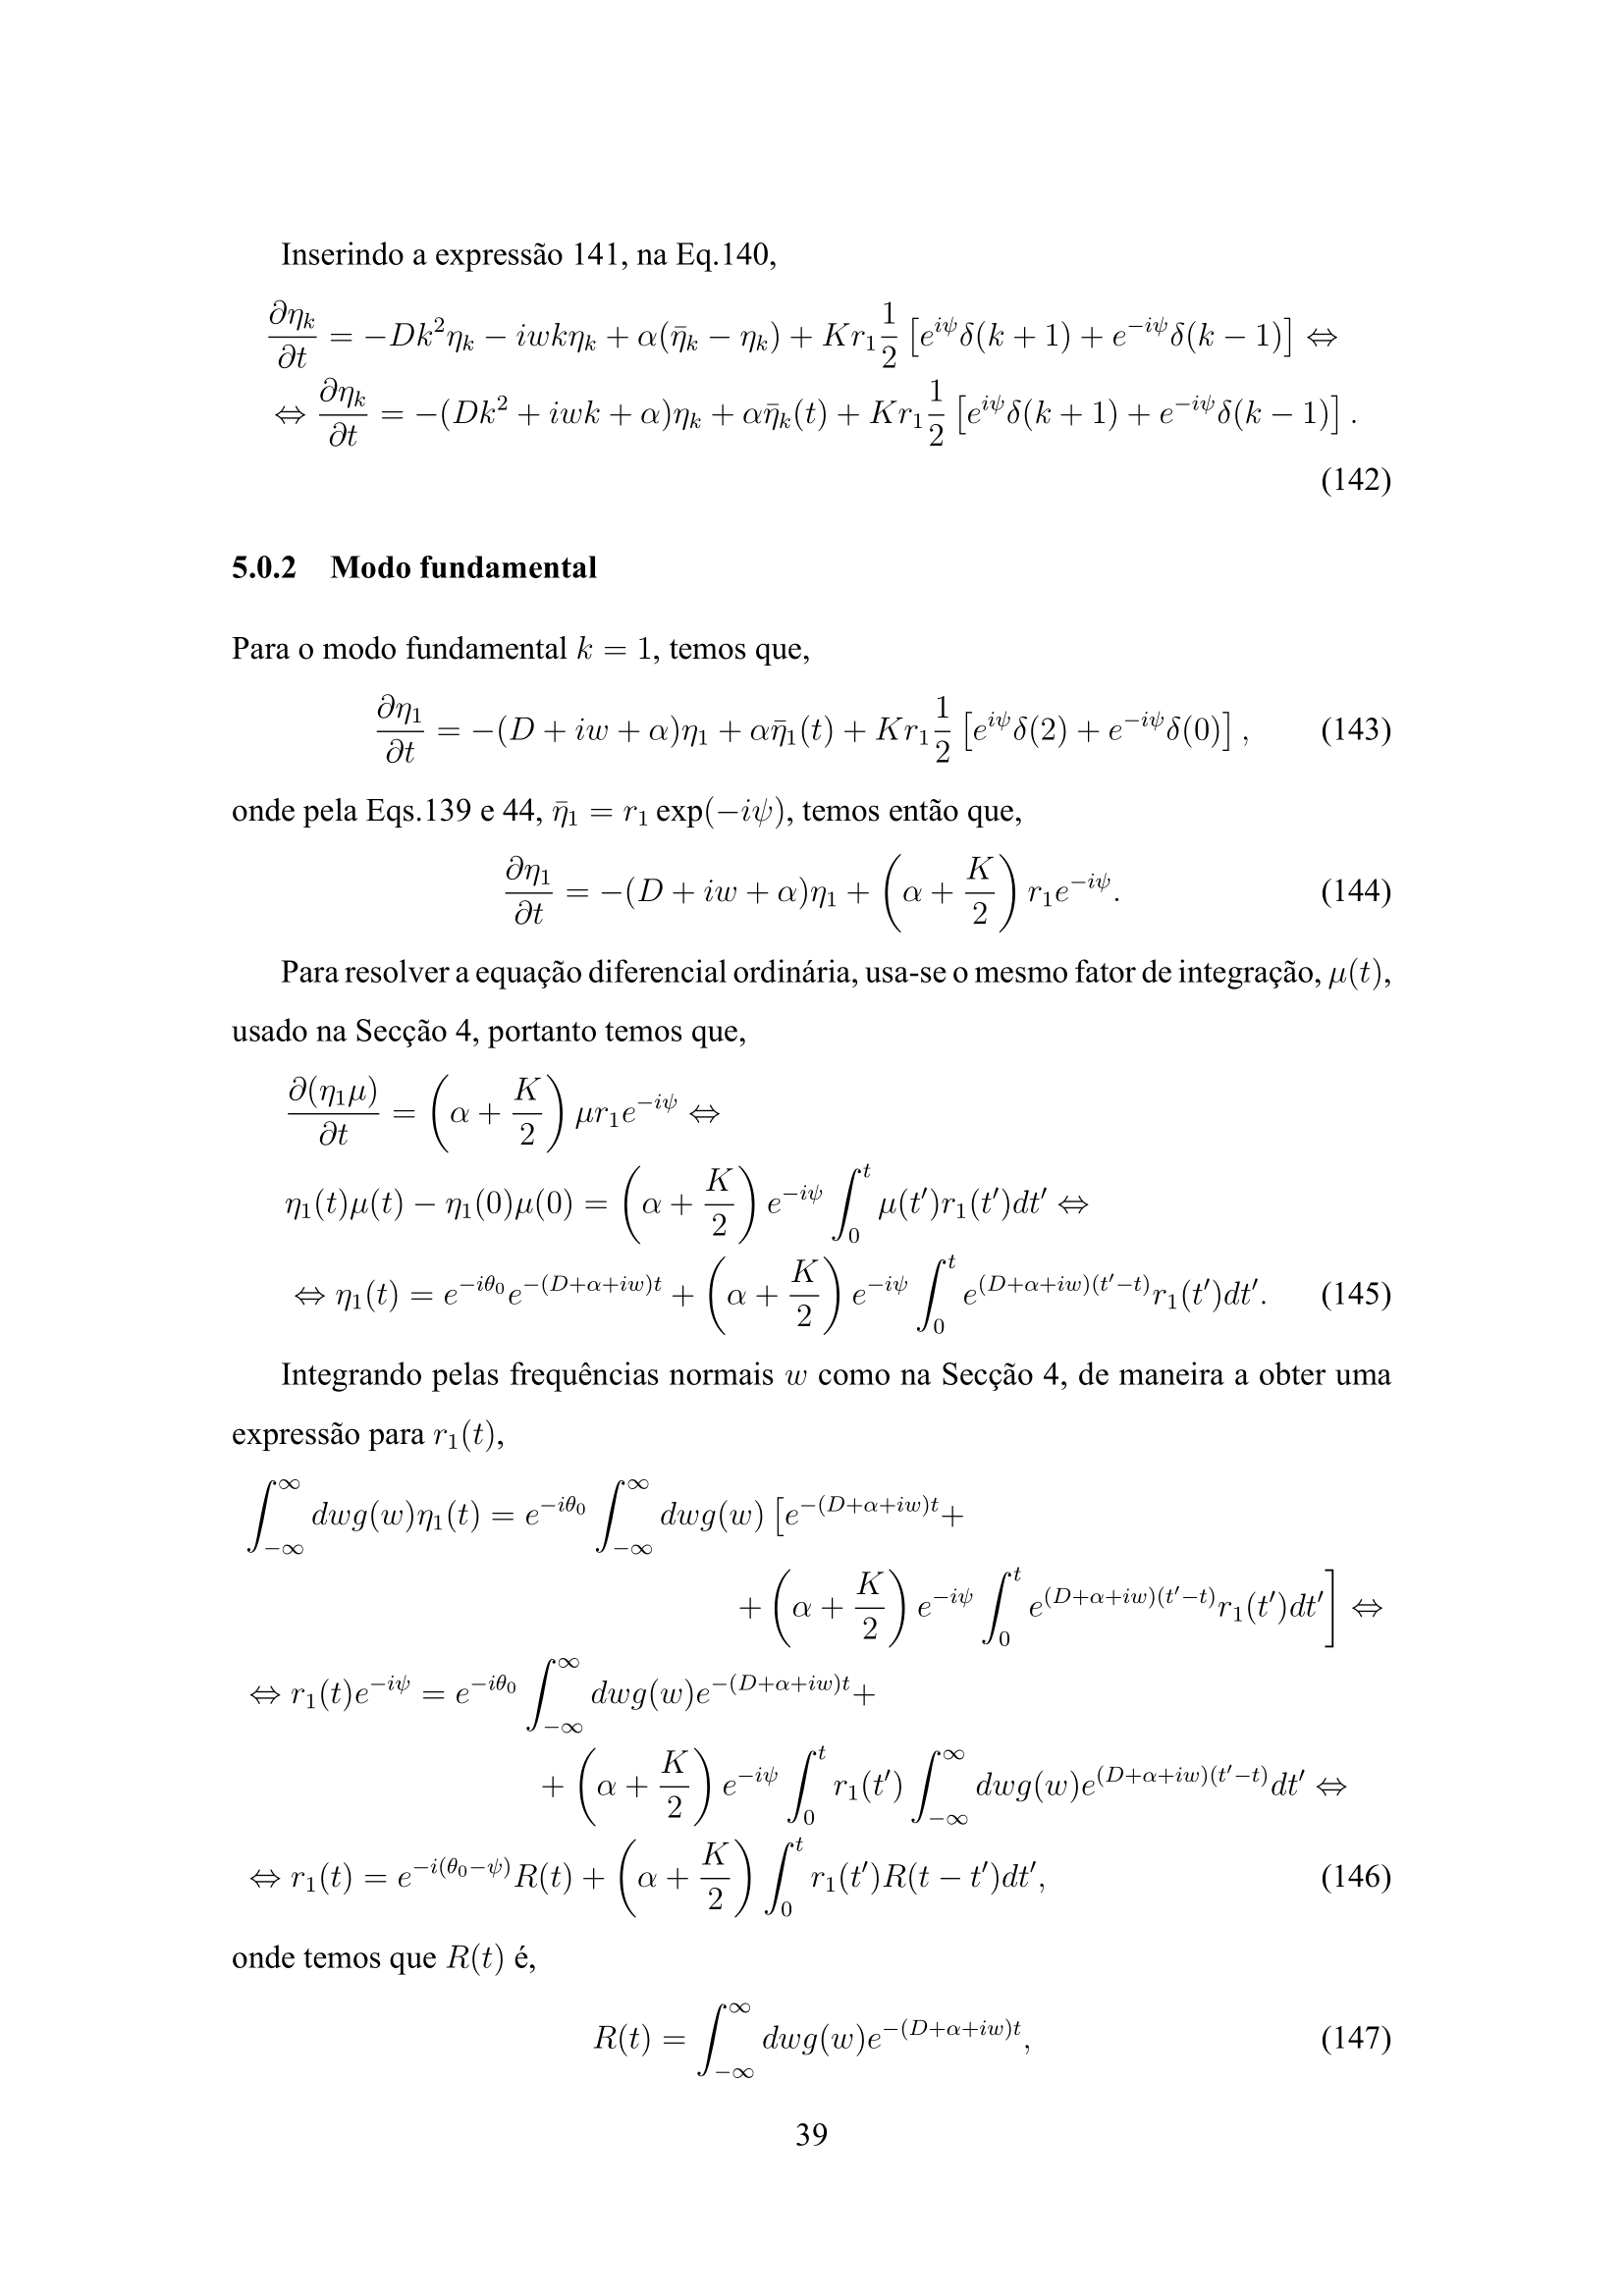 Inserindo a expressão 141, na Eq.140,
\frac{\partial \eta_k}{\partial t} = -Dk^2\eta_k - iwk\eta_k + \alpha(\bar{\eta}_k - \eta_k) + Kr_1\frac{1}{2}\left[e^{i\psi}\delta(k+1) + e^{-i\psi}\delta(k-1)\right] \Leftrightarrow
\Leftrightarrow \frac{\partial \eta_k}{\partial t} = -(Dk^2 + iwk + \alpha)\eta_k + \alpha\bar{\eta}_k(t) + Kr_1\frac{1}{2}\left[e^{i\psi}\delta(k+1) + e^{-i\psi}\delta(k-1)\right].
(142)
5.0.2 Modo fundamental
Para o modo fundamental k = 1, temos que,
\frac{\partial \eta_1}{\partial t} = -(D + iw + \alpha)\eta_1 + \alpha\bar{\eta}_1(t) + Kr_1\frac{1}{2}\left[e^{i\psi}\delta(2) + e^{-i\psi}\delta(0)\right], (143)
onde pela Eqs.139 e 44, \bar{\eta}_1 = r_1 \exp(-i\psi), temos então que,
\frac{\partial \eta_1}{\partial t} = -(D + iw + \alpha)\eta_1 + \left(\alpha + \frac{K}{2}\right) r_1 e^{-i\psi}. (144)
Para resolver a equação diferencial ordinária, usa-se o mesmo fator de integração, \mu(t),
usado na Secção 4, portanto temos que,
\frac{\partial(\eta_1\mu)}{\partial t} = \left(\alpha + \frac{K}{2}\right) \mu r_1 e^{-i\psi} \Leftrightarrow
\eta_1(t)\mu(t) - \eta_1(0)\mu(0) = \left(\alpha + \frac{K}{2}\right) e^{-i\psi} \int_0^t \mu(t')r_1(t')dt' \Leftrightarrow
\Leftrightarrow \eta_1(t) = e^{-i\theta_0}e^{-(D+\alpha+iw)t} + \left(\alpha + \frac{K}{2}\right) e^{-i\psi} \int_0^t e^{(D+\alpha+iw)(t'-t)}r_1(t')dt'. (145)
Integrando pelas frequências normais w como na Secção 4, de maneira a obter uma
expressão para r_1(t),
\int_{-\infty}^{\infty} dwg(w)\eta_1(t) = e^{-i\theta_0} \int_{-\infty}^{\infty} dwg(w) \left[e^{-(D+\alpha+iw)t}+\right.
\left.+ \left(\alpha + \frac{K}{2}\right) e^{-i\psi} \int_0^t e^{(D+\alpha+iw)(t'-t)}r_1(t')dt'\right] \Leftrightarrow
\Leftrightarrow r_1(t)e^{-i\psi} = e^{-i\theta_0} \int_{-\infty}^{\infty} dwg(w)e^{-(D+\alpha+iw)t}+
+ \left(\alpha + \frac{K}{2}\right) e^{-i\psi} \int_0^t r_1(t') \int_{-\infty}^{\infty} dwg(w)e^{(D+\alpha+iw)(t'-t)}dt' \Leftrightarrow
\Leftrightarrow r_1(t) = e^{-i(\theta_0-\psi)}R(t) + \left(\alpha + \frac{K}{2}\right) \int_0^t r_1(t')R(t-t')dt', (146)
onde temos que R(t) é,
R(t) = \int_{-\infty}^{\infty} dwg(w)e^{-(D+\alpha+iw)t}, (147)
39